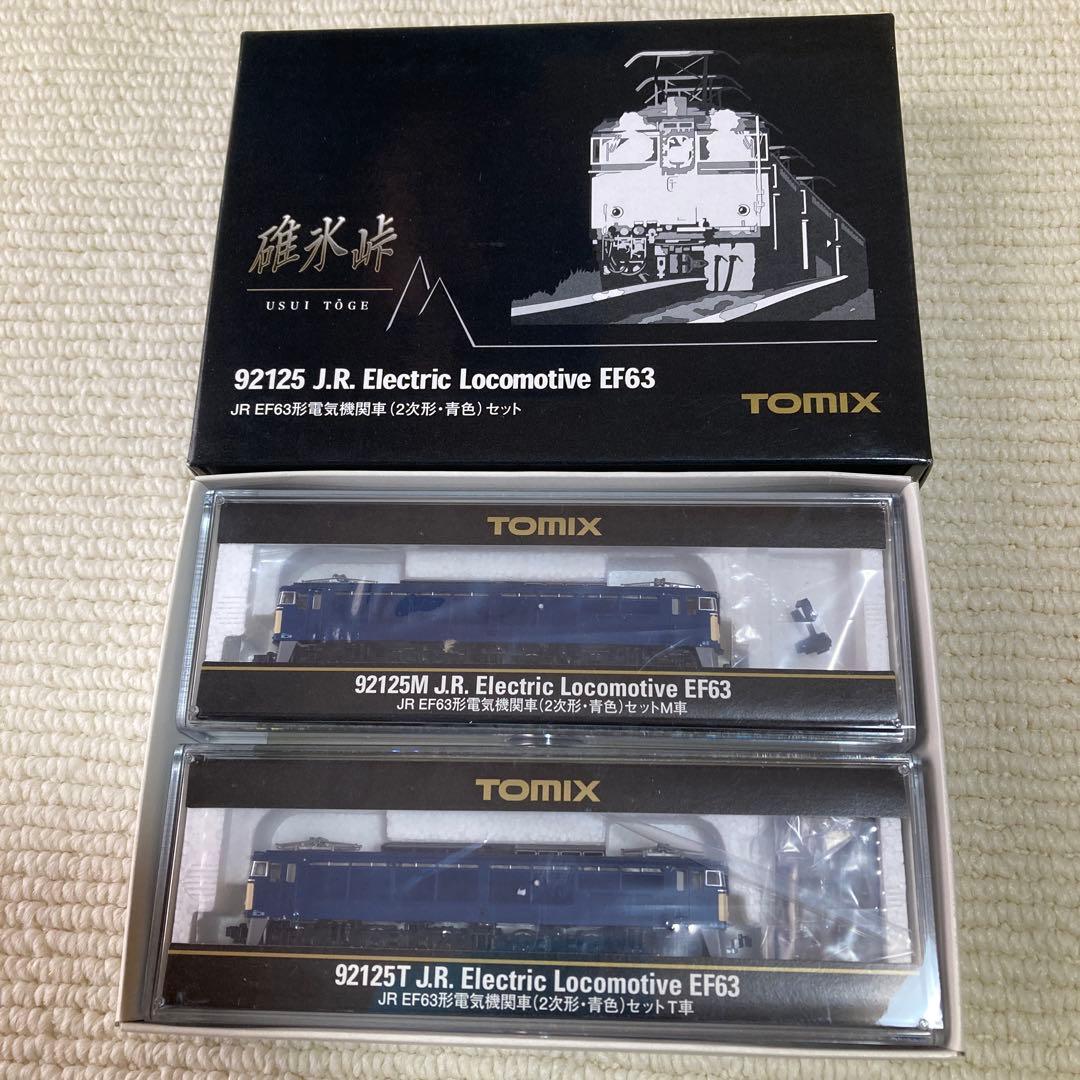 碓氷峠
USUI TŌGE
92125 J.R. Electric Locomotive EF63
JR EF63形電気機関車(2次形・青色)セット
TOMIX
TOMIX
92125M J.R. Electric Locomotive EF63
JR EF63形電気機関車(2次形・青色)セットM車
TOMIX
92125T J.R. Electric Locomotive EF63
JR EF63形電気機関車(2次形・青色)セットT車